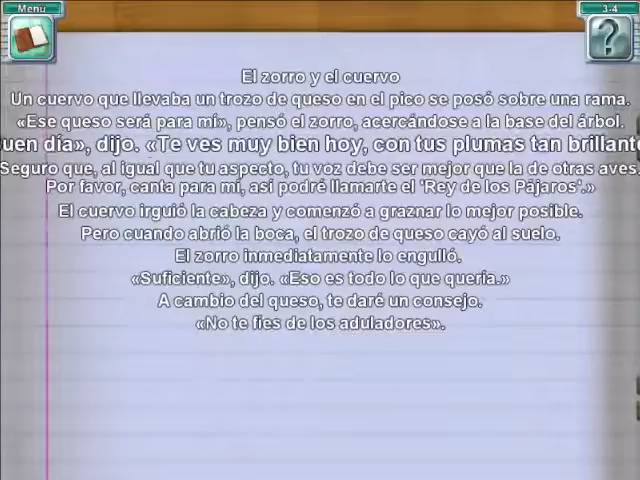 Menu
3-4
El zorro y el cuervo
Un cuervo que llevaba un trozo de queso en el pico se posó sobre una rama.
«Ese queso será para mí», pensó el zorro, acercándose a la base del árbol.
uen día», dijo. «Te ves muy bien hoy, con tus plumas tan brillante
Seguro que, al igual que tu aspecto, tu voz debe ser mejor que la de otras aves.
Por favor, canta para mí, así podré llamarte el 'Rey de los Pájaros'.»
El cuervo irguió la cabeza y comenzó a graznar lo mejor posible.
Pero cuando abrió la boca, el trozo de queso cayó al suelo.
El zorro inmediatamente lo engulló.
«Suficiente», dijo. «Eso es todo lo que quería.»
A cambio del queso, te daré un consejo.
«No te fíes de los aduladores».